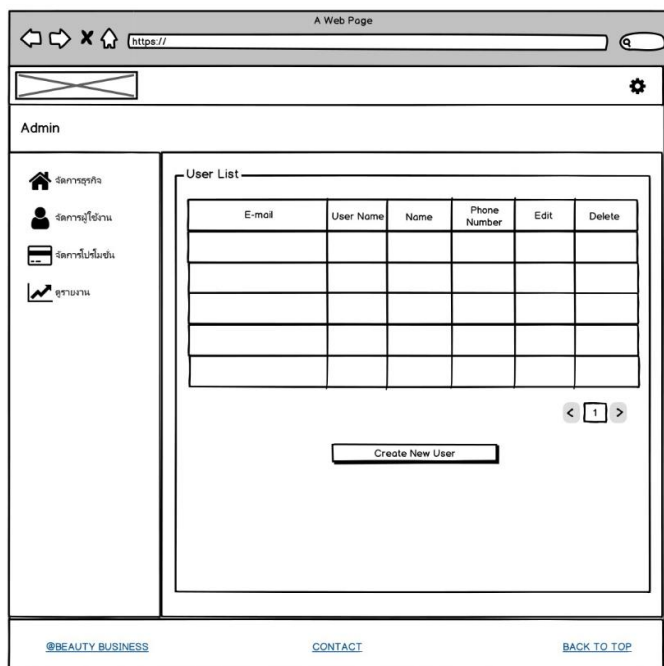 A Web Page
https://
Admin
จัดการธุรกิจ
จัดการผู้ใช้งาน
จัดการโปรโมชั่น
ดูรายงาน
User List
E-mail
User Name
Name
Phone Number
Edit
Delete
< 1 >
Create New User
@BEAUTY BUSINESS
CONTACT
BACK TO TOP